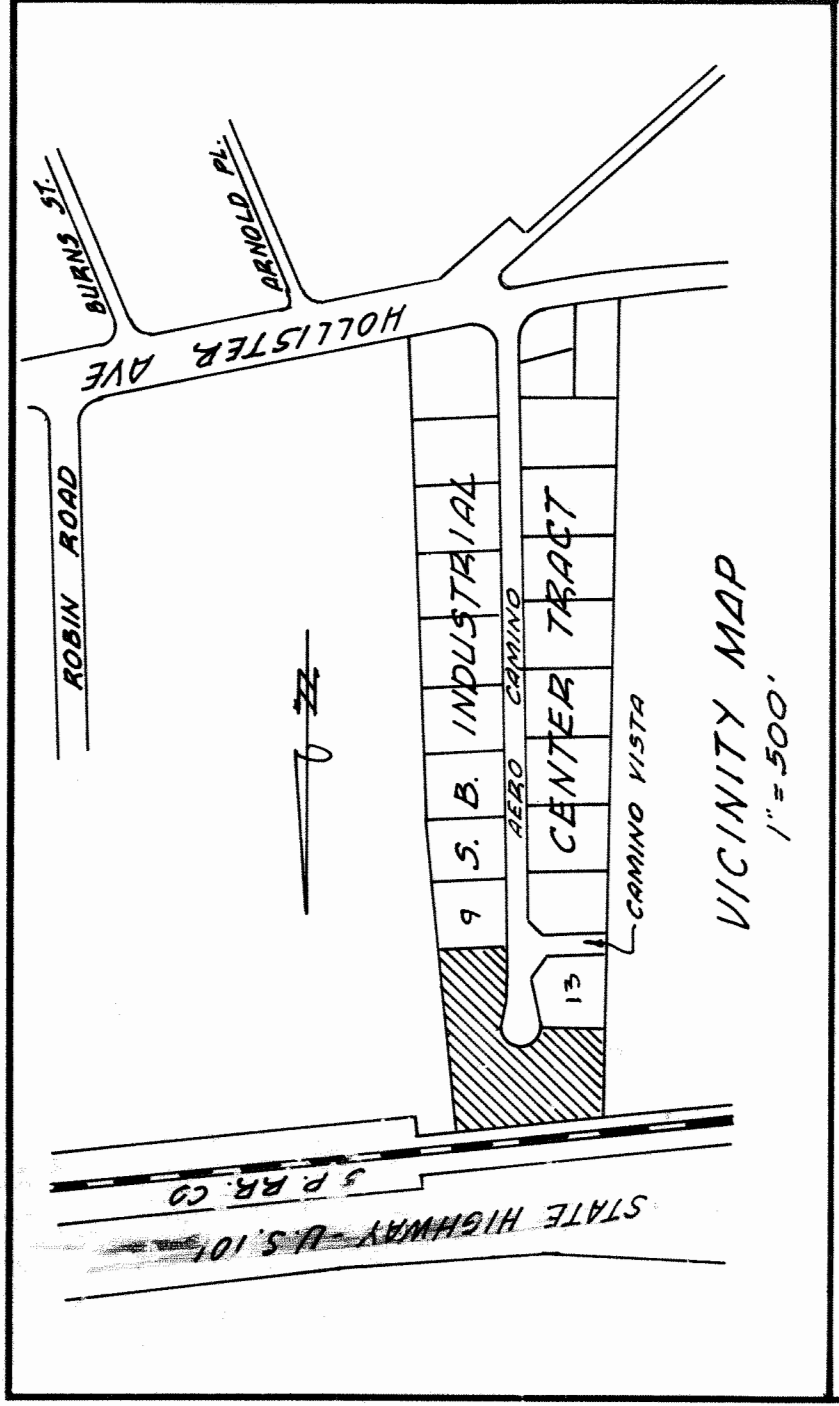 BURNS ST.
ARNOLD PL.
HOLLISTER AVE
ROBIN ROAD
N
S. B. INDUSTRIAL
CENTER TRACT
AERO CAMINO
9
13
CAMINO VISTA
S. P. RR. CO
STATE HIGHWAY - U.S. 101
VICINITY MAP
1" = 500'